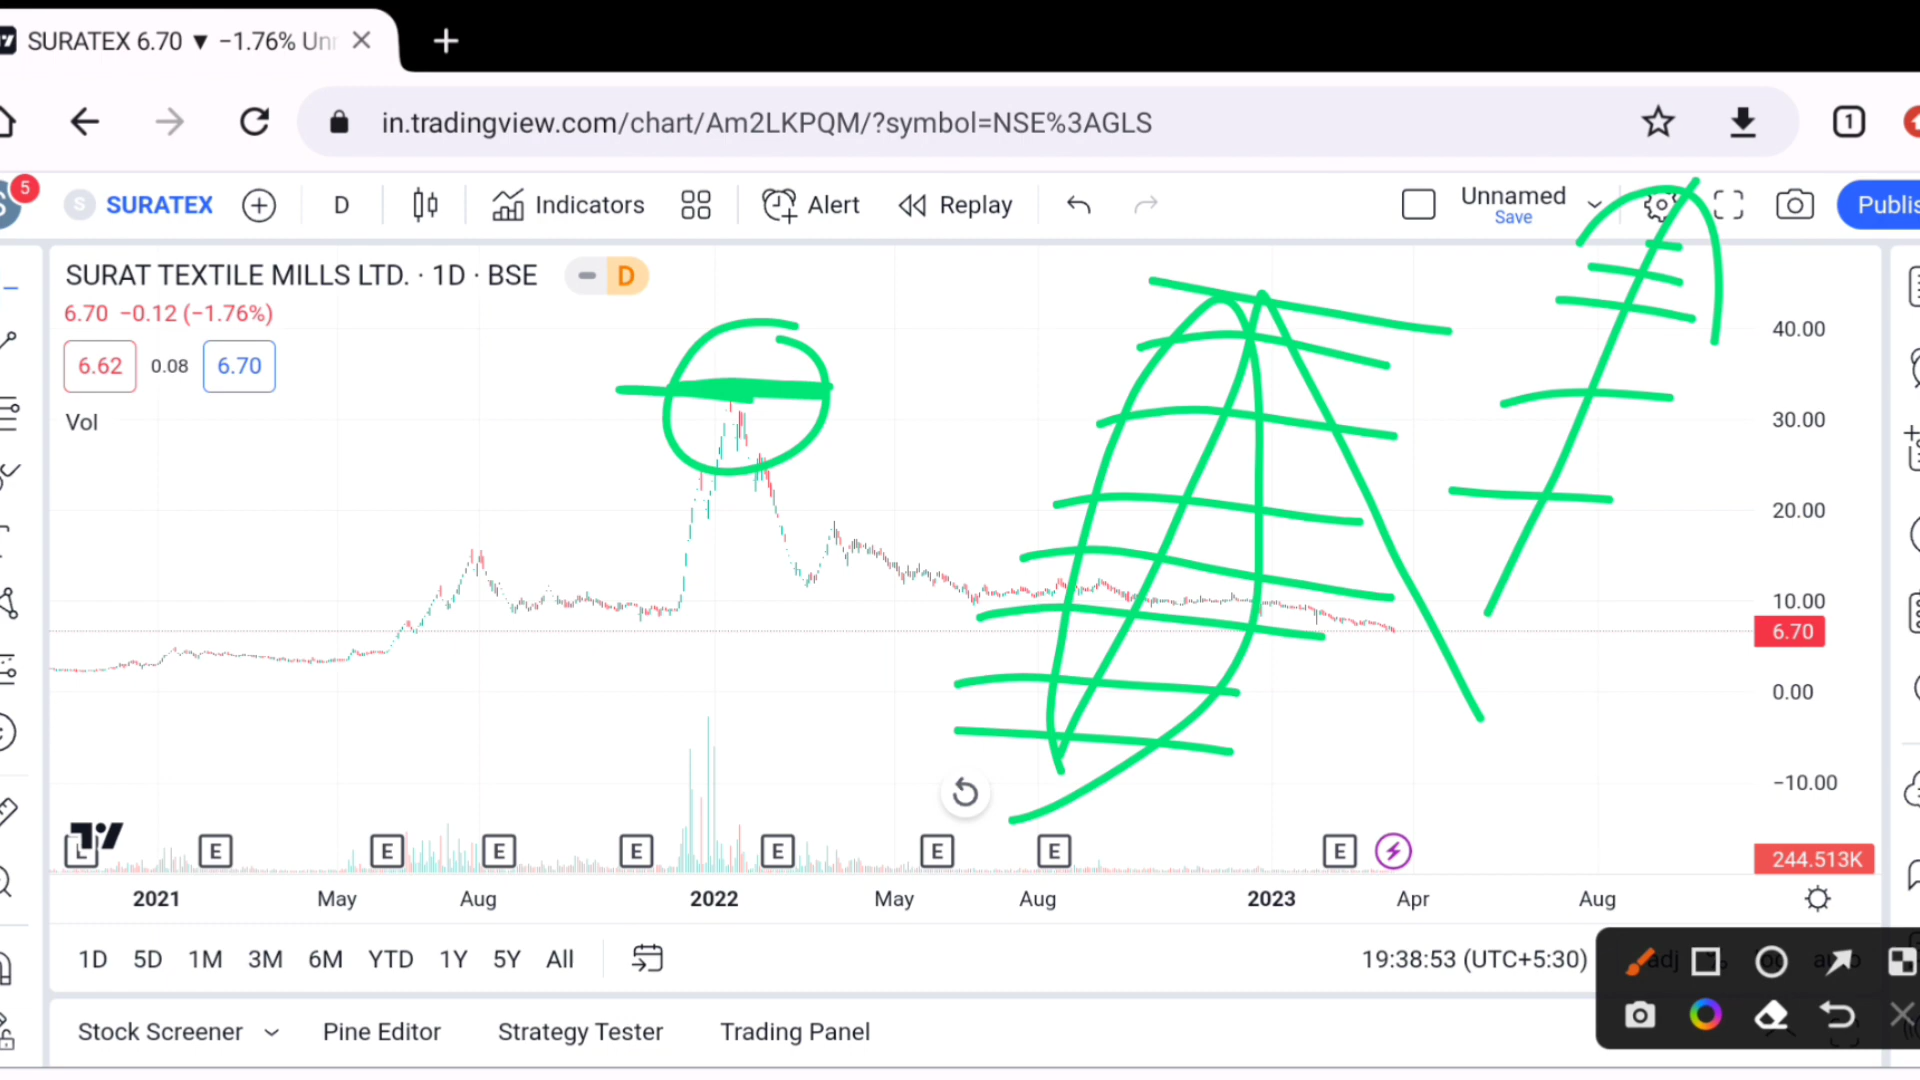 SURATEX 6.70 ▼ −1.76%
in.tradingview.com/chart/Am2LKPQM/?symbol=NSE%3AGLS
1
5
S SURATEX D Indicators Alert Replay Unnamed
Save
Publis
SURAT TEXTILE MILLS LTD. · 1D · BSE D
6.70 −0.12 (−1.76%)
6.62 0.08 6.70
Vol
40.00
30.00
20.00
10.00
6.70
0.00
−10.00
244.513K
E E E E E E E E
2021 May Aug 2022 May Aug 2023 Apr Aug
1D 5D 1M 3M 6M YTD 1Y 5Y All 19:38:53 (UTC+5:30)
Stock Screener Pine Editor Strategy Tester Trading Panel